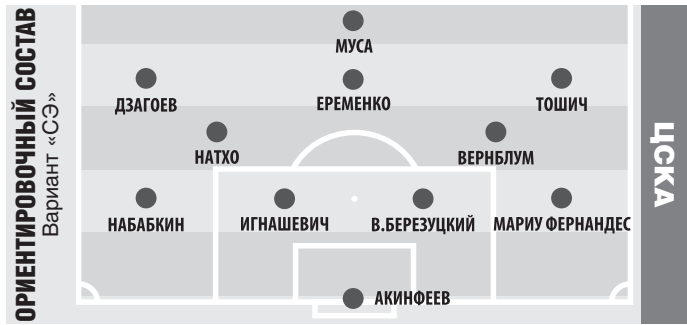 ОРИЕНТИРОВОЧНЫЙ СОСТАВ
Вариант «СЭ»
МУСА
ДЗАГОЕВ
ЕРЕМЕНКО
ТОШИЧ
НАТХО
ВЕРНБЛУМ
НАБАБКИН
ИГНАШЕВИЧ
В.БЕРЕЗУЦКИЙ
МАРИУ ФЕРНАНДЕС
АКИНФЕЕВ
ЦСКА